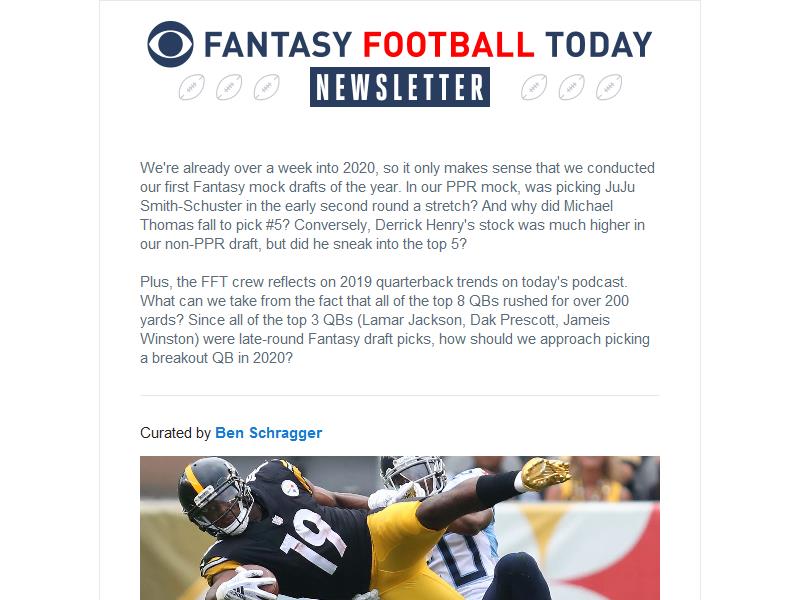 FANTASY FOOTBALL TODAY
NEWSLETTER
We're already over a week into 2020, so it only makes sense that we conducted
our first Fantasy mock drafts of the year. In our PPR mock, was picking JuJu
Smith-Schuster in the early second round a stretch? And why did Michael
Thomas fall to pick #5? Conversely, Derrick Henry's stock was much higher in
our non-PPR draft, but did he sneak into the top 5?
Plus, the FFT crew reflects on 2019 quarterback trends on today's podcast.
What can we take from the fact that all of the top 8 QBs rushed for over 200
yards? Since all of the top 3 QBs (Lamar Jackson, Dak Prescott, Jameis
Winston) were late-round Fantasy draft picks, how should we approach picking
a breakout QB in 2020?
Curated by Ben Schragger
19